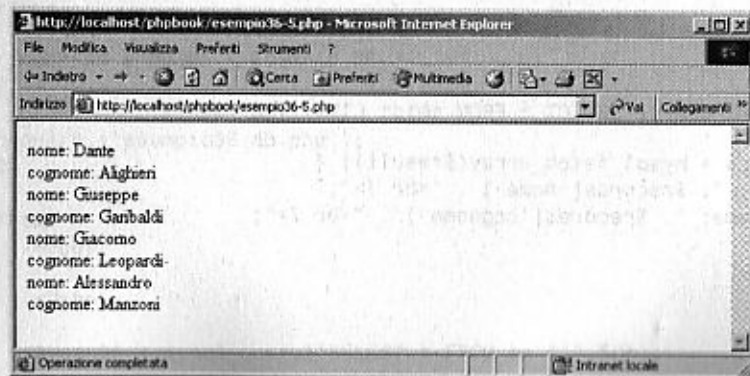 http://localhost/phpbook/esempio36-5.php - Microsoft Internet Explorer
File Modifica Visualizza Preferiti Strumenti ?
Indietro Cerca Preferiti Multimedia
Indirizzo http://localhost/phpbook/esempio36-5.php Vai Collegamenti »
nome: Dante
cognome: Alighieri
nome: Giuseppe
cognome: Garibaldi
nome: Giacomo
cognome: Leopardi
nome: Alessandro
cognome: Manzoni
Operazione completata Intranet locale